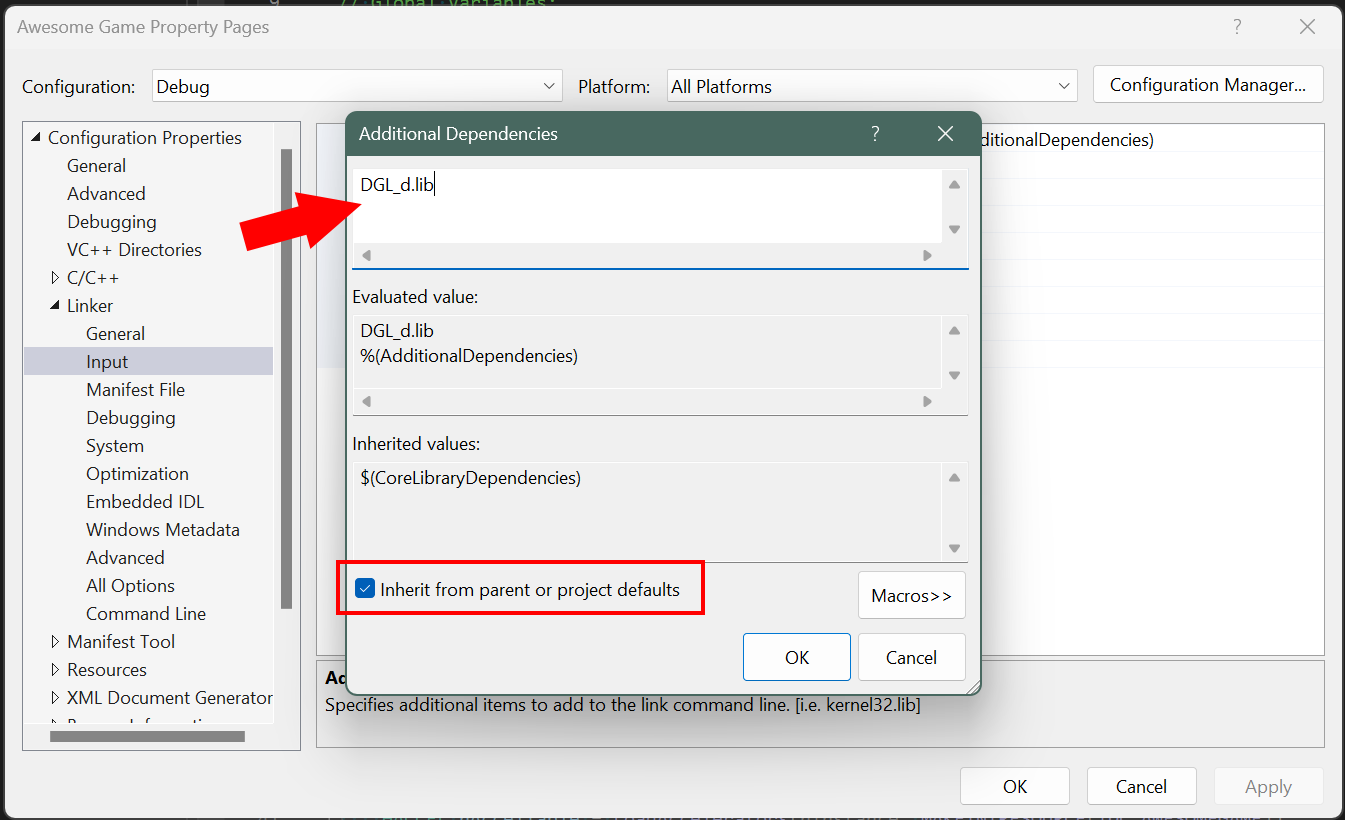 // Global Variables:
Awesome Game Property Pages
?
Configuration:
Debug
Platform:
All Platforms
Configuration Manager...
Configuration Properties
General
Advanced
Debugging
VC++ Directories
C/C++
Linker
General
Input
Manifest File
Debugging
System
Optimization
Embedded IDL
Windows Metadata
Advanced
All Options
Command Line
Manifest Tool
Resources
XML Document Generator
ditionalDependencies)
Additional Dependencies
?
DGL_d.lib
Evaluated value:
DGL_d.lib
%(AdditionalDependencies)
Inherited values:
$(CoreLibraryDependencies)
Inherit from parent or project defaults
Macros>>
OK
Cancel
Specifies additional items to add to the link command line. [i.e. kernel32.lib]
OK
Cancel
Apply